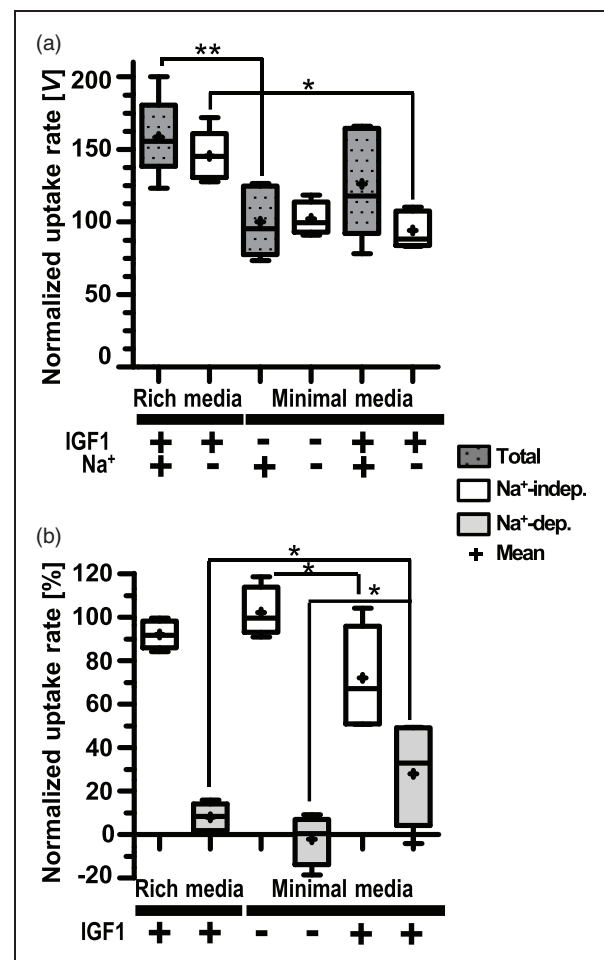 (a)
Normalized uptake rate [V]
200
150
100
50
0
**
*
Rich media Minimal media
IGF1 + + - - + +
Na⁺ + - + - + -
Total
Na⁺-indep.
Na⁺-dep.
+ Mean
(b)
Normalized uptake rate [%]
120
100
80
60
40
20
0
-20
*
*
*
Rich media Minimal media
IGF1 + + - - + +